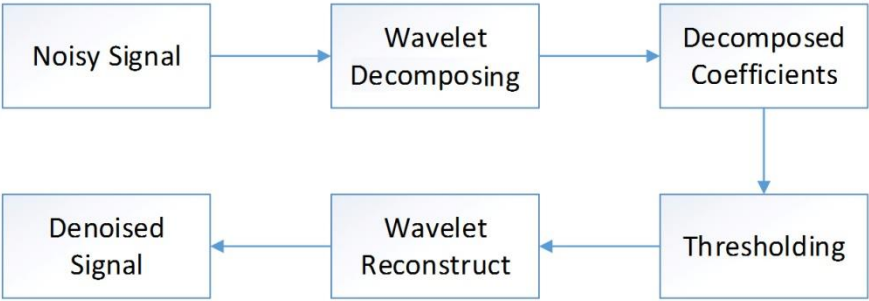 Noisy Signal
Wavelet
Decomposing
Decomposed
Coefficients
Thresholding
Wavelet
Reconstruct
Denoised
Signal